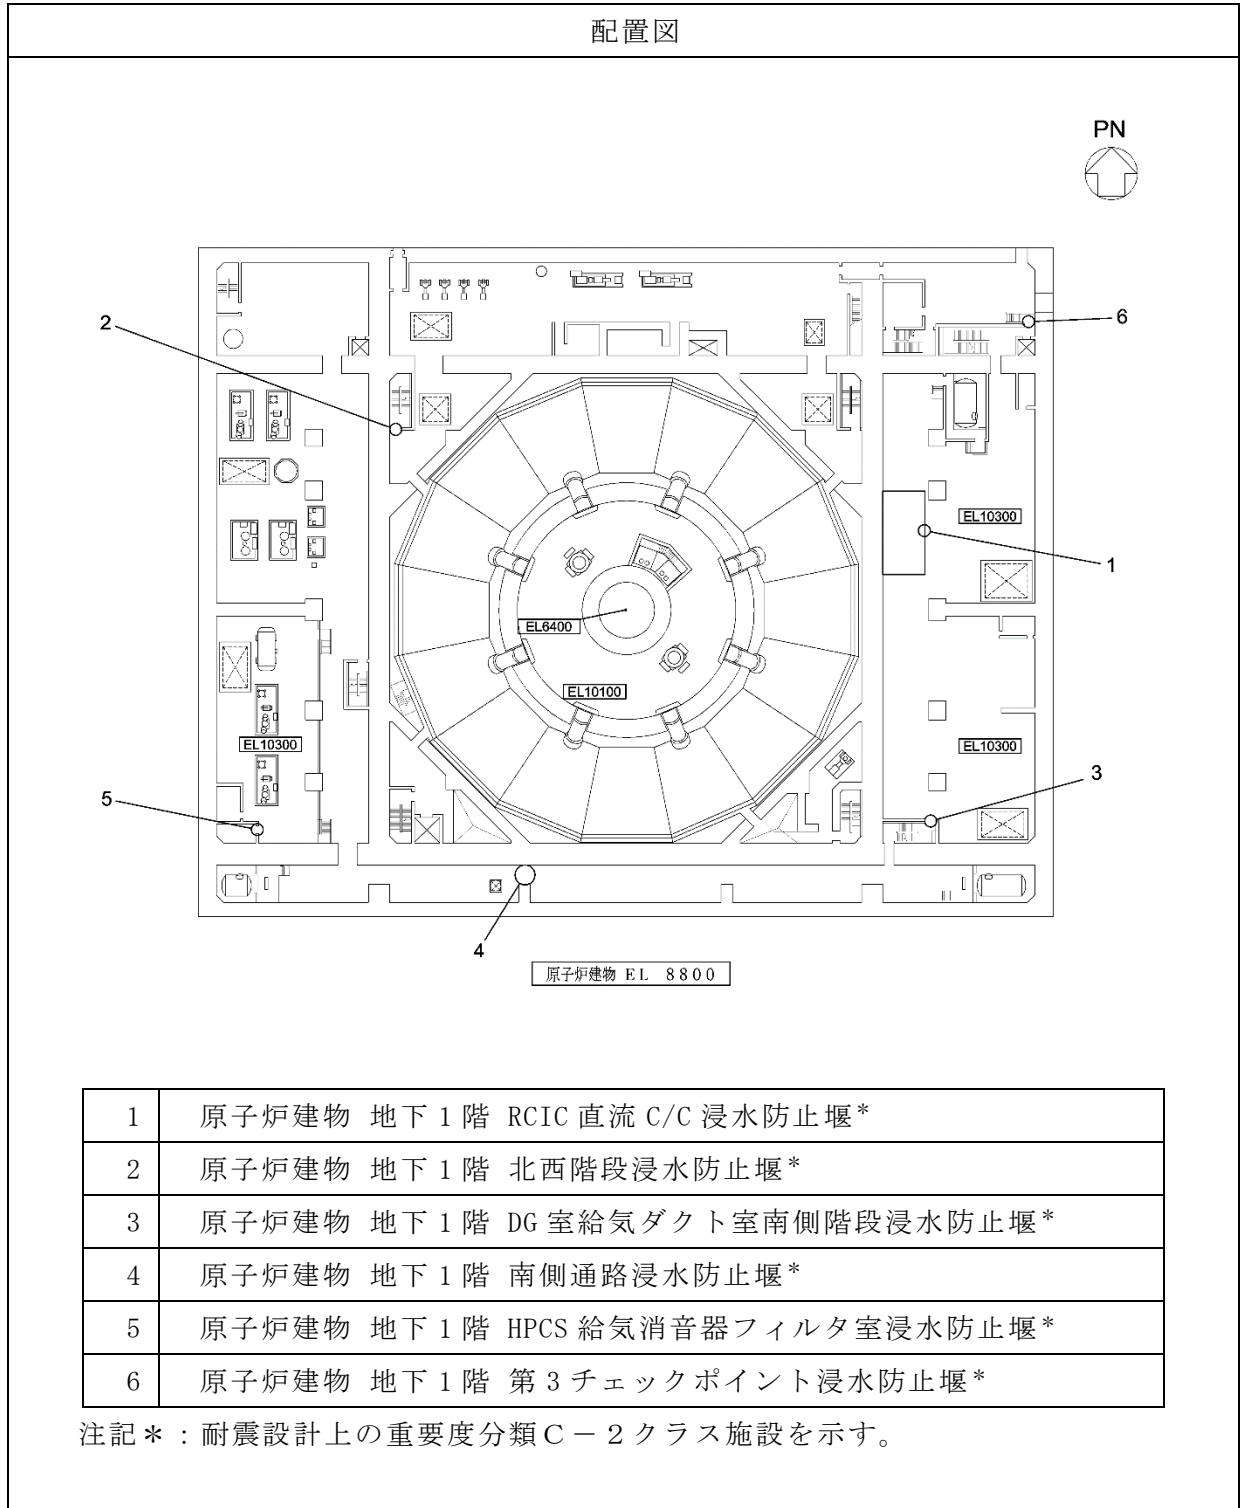 配置図
PN
2
6
EL10300
1
EL6400
EL10100
EL10300
EL10300
3
5
4
原子炉建物 EL 8800
1 原子炉建物 地下1階 RCIC直流C/C浸水防止堰*
2 原子炉建物 地下1階 北西階段浸水防止堰*
3 原子炉建物 地下1階 DG室給気ダクト室南側階段浸水防止堰*
4 原子炉建物 地下1階 南側通路浸水防止堰*
5 原子炉建物 地下1階 HPCS給気消音器フィルタ室浸水防止堰*
6 原子炉建物 地下1階 第3チェックポイント浸水防止堰*
注記*:耐震設計上の重要度分類C-2クラス施設を示す。